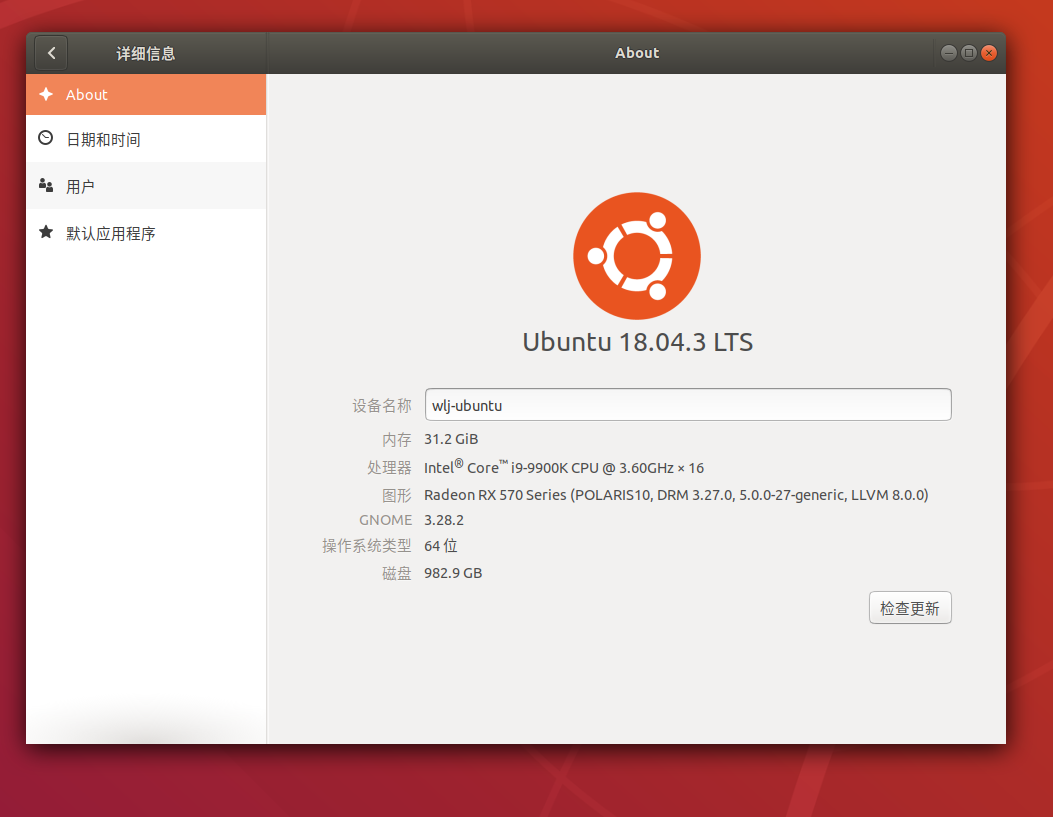 详细信息
About
About
日期和时间
用户
默认应用程序
Ubuntu 18.04.3 LTS
设备名称 wlj-ubuntu
内存 31.2 GiB
处理器 Intel® Core™ i9-9900K CPU @ 3.60GHz × 16
图形 Radeon RX 570 Series (POLARIS10, DRM 3.27.0, 5.0.0-27-generic, LLVM 8.0.0)
GNOME 3.28.2
操作系统类型 64 位
磁盘 982.9 GB
检查更新